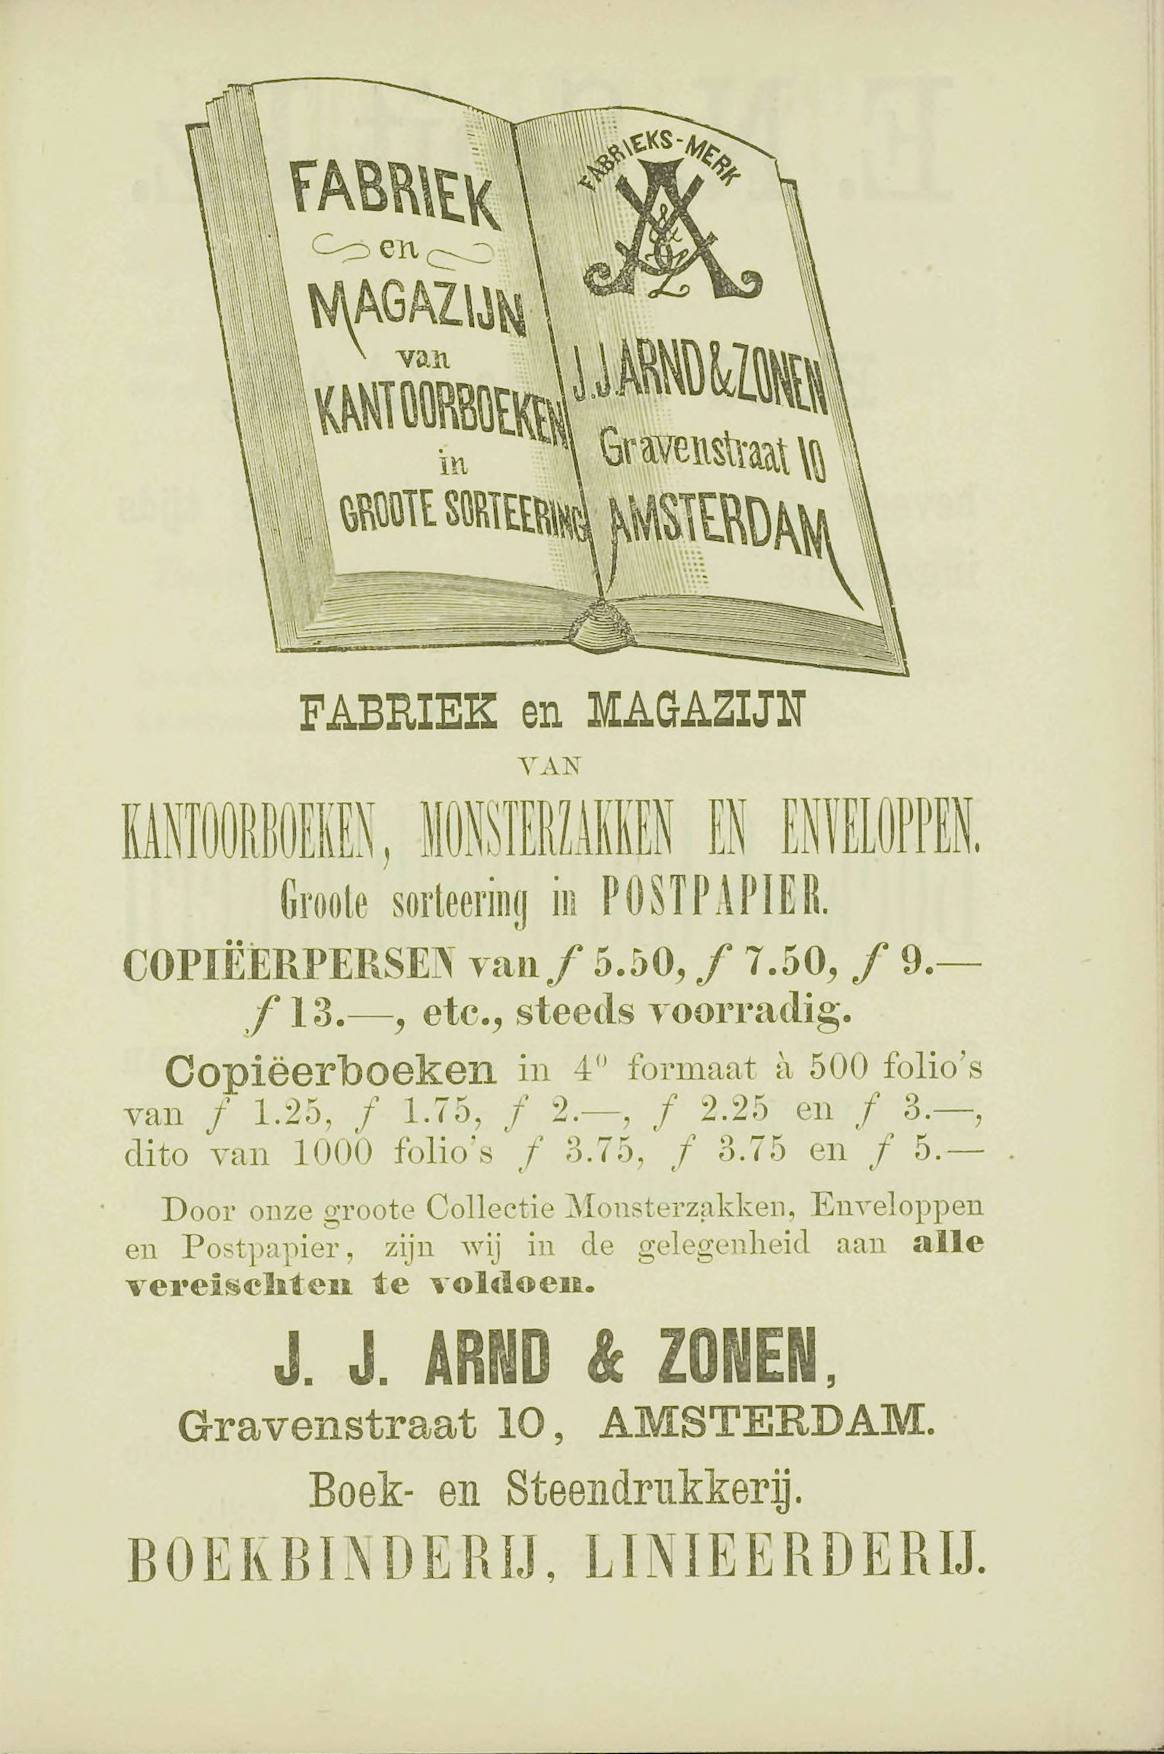 FABRIEK
en
MAGAZIJN
van
KANTOORBOEKEN
in
GROOTE SORTEERING
FABRIEKS-MERK
A & Z
J. J. ARND & ZONEN
Gravenstraat 10
AMSTERDAM
FABRIEK en MAGAZIJN
VAN
KANTOORBOEKEN, MONSTERZAKKEN EN ENVELOPPEN.
Groote sorteering in POSTPAPIER.
COPIËERPERSEN van f 5.50, f 7.50, f 9.—
f 13.—, etc., steeds voorradig.
Copiëerboeken in 4° formaat à 500 folio's
van f 1.25, f 1.75, f 2.—, f 2.25 en f 3.—,
dito van 1000 folio's f 3.75, f 3.75 en f 5.—
Door onze groote Collectie Monsterzakken, Enveloppen
en Postpapier, zijn wij in de gelegenheid aan alle
vereischten te voldoen.
J. J. ARND & ZONEN,
Gravenstraat 10, AMSTERDAM.
Boek- en Steendrukkerij.
BOEKBINDERIJ, LINIEERDERIJ.